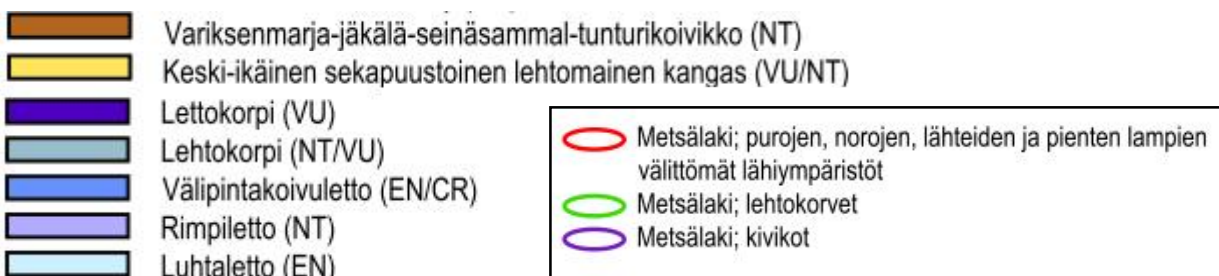 Variksenmarja-jäkälä-seinäsammal-tunturikoivikko (NT)
Keski-ikäinen sekapuustoinen lehtomainen kangas (VU/NT)
Lettokorpi (VU)
Lehtokorpi (NT/VU)
Välipintakoivuletto (EN/CR)
Rimpiletto (NT)
Luhtaletto (EN)
Metsälaki; purojen, norojen, lähteiden ja pienten lampien
välittömät lähiympäristöt
Metsälaki; lehtokorvet
Metsälaki; kivikot